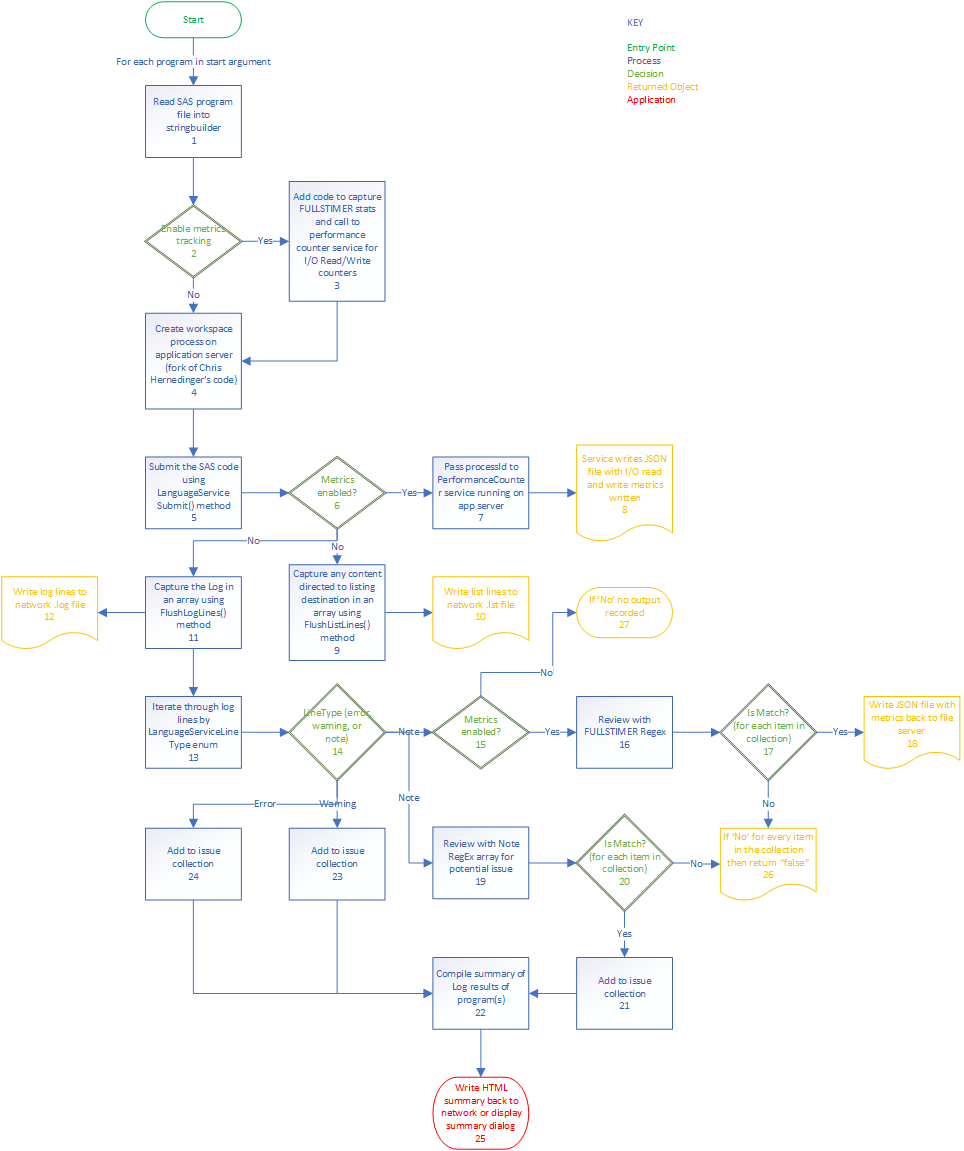 Start
KEY
Entry Point
Process
Decision
Returned Object
Application
For each program in start argument
Read SAS program
file into
stringbuilder
1
Enable metrics
tracking
2
Yes
No
Add code to capture
FULLSTIMER stats
and call to
performance
counter service for
I/O Read/Write
counters
3
Create workspace
process on
application server
(fork of Chris
Hernedinger's code)
4
Submit the SAS code
using
LanguageService
Submit() method
5
Metrics
enabled?
6
Yes
No
No
Pass processId to
PerformanceCounte
r service running on
app server
7
Service writes JSON
file with I/O read
and write metrics
written
8
Write log lines to
network .log file
12
Capture the Log in
an array using
FlushLogLines()
method
11
Capture any content
directed to listing
destination in an
array using
FlushListLines()
method
9
Write list lines to
network .lst file
10
If 'No' no output
recorded
27
No
Iterate through log
lines by
LanguageServiceLine
Type enum
13
LineType (error,
warning, or
note)
14
Note
Metrics
enabled?
15
Yes
Review with
FULLSTIMER Regex
16
Is Match?
(for each item in
collection)
17
Yes
Write JSON file with
metrics back to file
server
18
Error
Warning
Note
No
Add to issue
collection
24
Add to issue
collection
23
Review with Note
RegEx array for
potential issue
19
Is Match?
(for each item in
collection)
20
No
If 'No' for every item
in the collection
then return "false"
26
Yes
Compile summary of
Log results of
program(s)
22
Add to issue
collection
21
Write HTML
summary back to
network or display
summary dialog
25